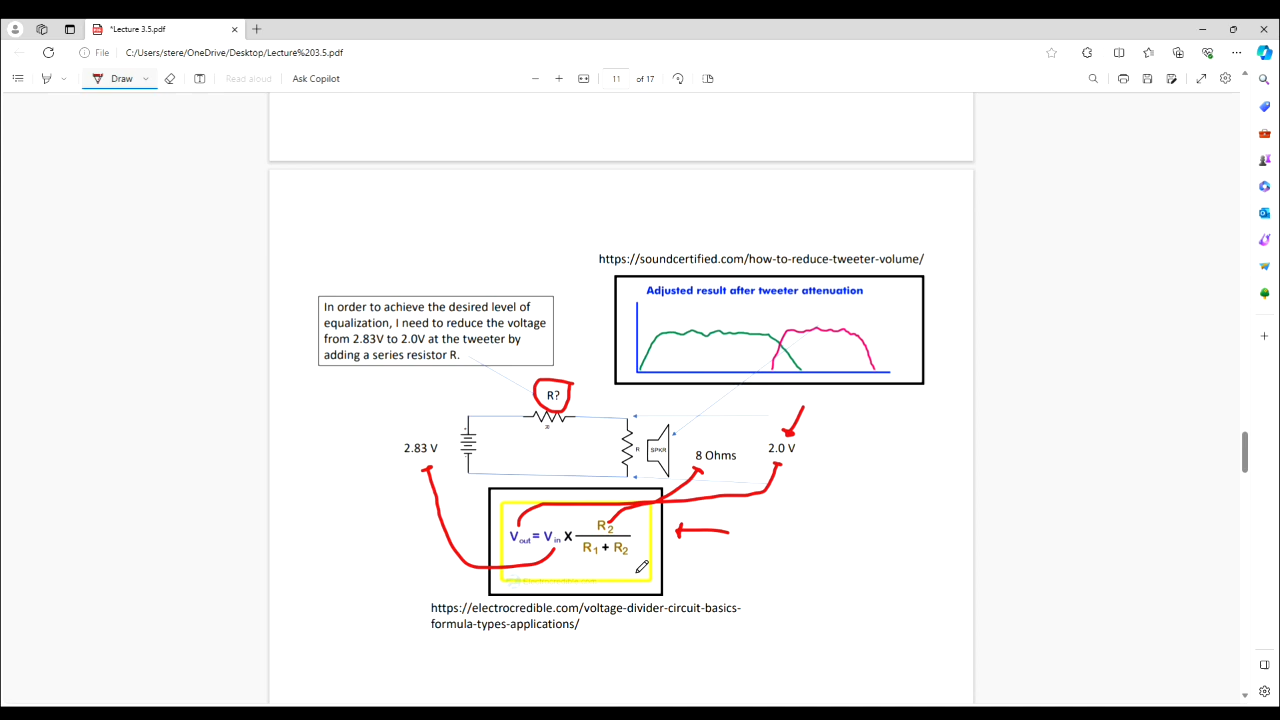 *Lecture 3.5.pdf
File
C:/Users/stere/OneDrive/Desktop/Lecture%203.5.pdf
Draw
Read aloud
Ask Copilot
11 of 17
https://soundcertified.com/how-to-reduce-tweeter-volume/
Adjusted result after tweeter attenuation
In order to achieve the desired level of
equalization, I need to reduce the voltage
from 2.83V to 2.0V at the tweeter by
adding a series resistor R.
R?
R
2.83 V
R
SPKR
8 Ohms
2.0 V
Vout = Vin X R2
R1 + R2
Electrocredible.com
https://electrocredible.com/voltage-divider-circuit-basics-
formula-types-applications/